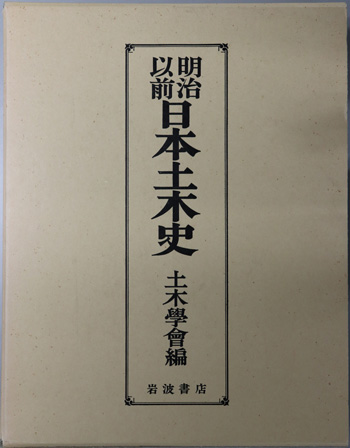 明治以前
日本土木史
土木學會編
岩波書店